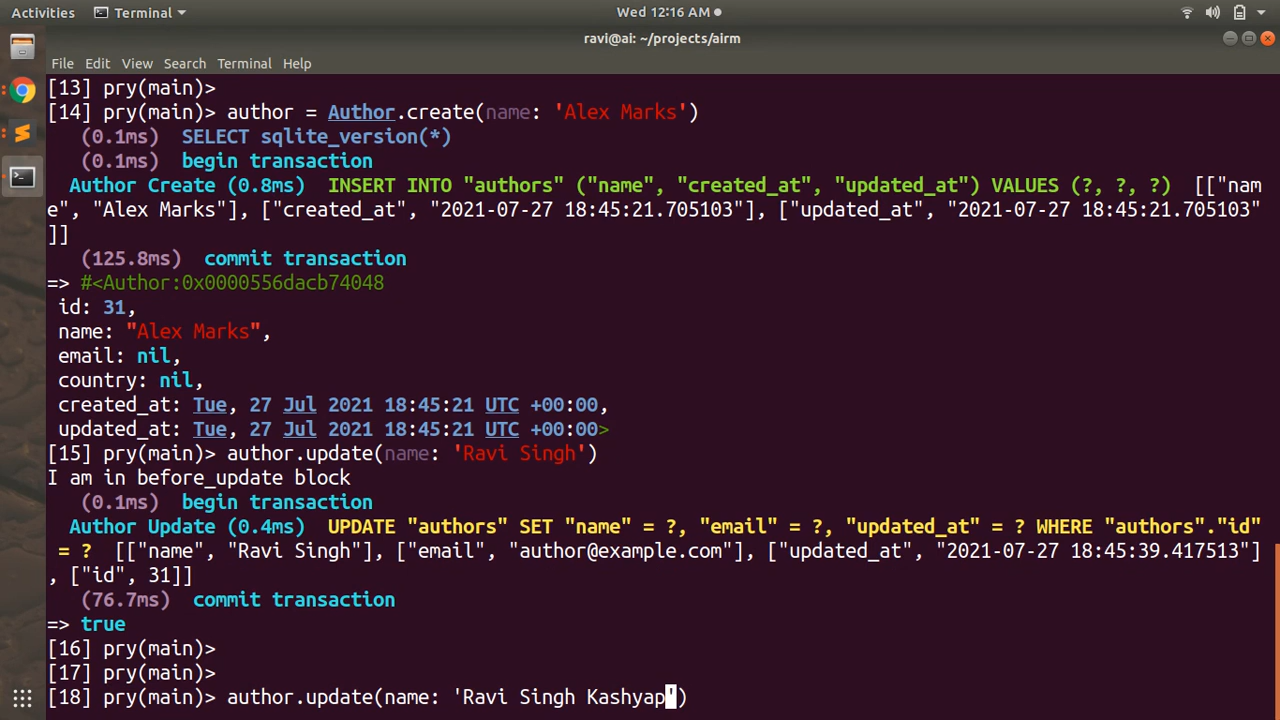 Activities
Terminal
Wed 12:16 AM
ravi@ai: ~/projects/airm
File Edit View Search Terminal Help
[13] pry(main)>
[14] pry(main)> author = Author.create(name: 'Alex Marks')
(0.1ms) SELECT sqlite_version(*)
(0.1ms) begin transaction
Author Create (0.8ms) INSERT INTO "authors" ("name", "created_at", "updated_at") VALUES (?, ?, ?) [["nam
e", "Alex Marks"], ["created_at", "2021-07-27 18:45:21.705103"], ["updated_at", "2021-07-27 18:45:21.705103"
]]
(125.8ms) commit transaction
=> #<Author:0x0000556dacb74048
id: 31,
name: "Alex Marks",
email: nil,
country: nil,
created_at: Tue, 27 Jul 2021 18:45:21 UTC +00:00,
updated_at: Tue, 27 Jul 2021 18:45:21 UTC +00:00>
[15] pry(main)> author.update(name: 'Ravi Singh')
I am in before_update block
(0.1ms) begin transaction
Author Update (0.4ms) UPDATE "authors" SET "name" = ?, "email" = ?, "updated_at" = ? WHERE "authors"."id"
= ? [["name", "Ravi Singh"], ["email", "author@example.com"], ["updated_at", "2021-07-27 18:45:39.417513"]
, ["id", 31]]
(76.7ms) commit transaction
=> true
[16] pry(main)>
[17] pry(main)>
[18] pry(main)> author.update(name: 'Ravi Singh Kashyap')